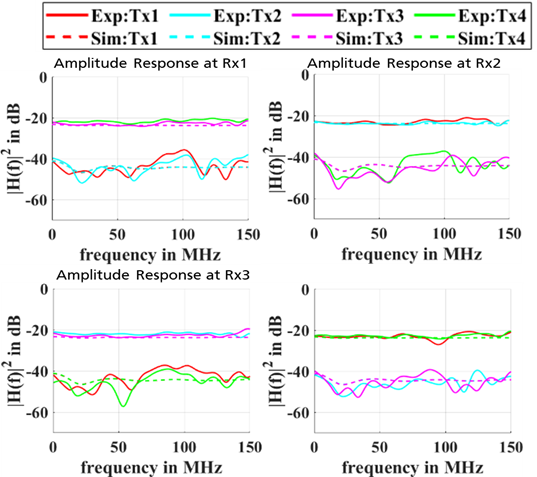 Exp:Tx1 Exp:Tx2 Exp:Tx3 Exp:Tx4
Sim:Tx1 Sim:Tx2 Sim:Tx3 Sim:Tx4
Amplitude Response at Rx1
|H(f)|² in dB
0
-20
-40
-60
0 50 100 150
frequency in MHz
Amplitude Response at Rx2
|H(f)|² in dB
0
-20
-40
-60
0 50 100 150
frequency in MHz
Amplitude Response at Rx3
|H(f)|² in dB
0
-20
-40
-60
0 50 100 150
frequency in MHz
|H(f)|² in dB
0
-20
-40
-60
0 50 100 150
frequency in MHz